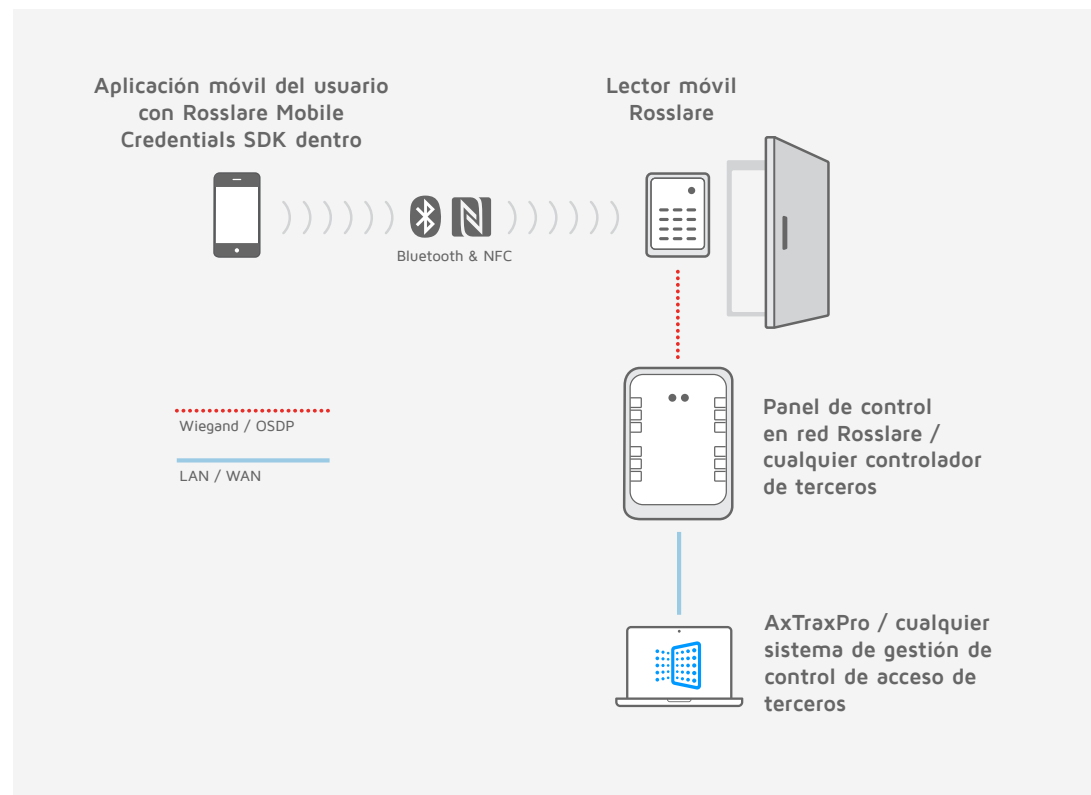 Aplicación móvil del usuario
con Rosslare Mobile
Credentials SDK dentro
Lector móvil
Rosslare
Bluetooth & NFC
Wiegand / OSDP
LAN / WAN
Panel de control
en red Rosslare /
cualquier controlador
de terceros
AxTraxPro / cualquier
sistema de gestión de
control de acceso de
terceros